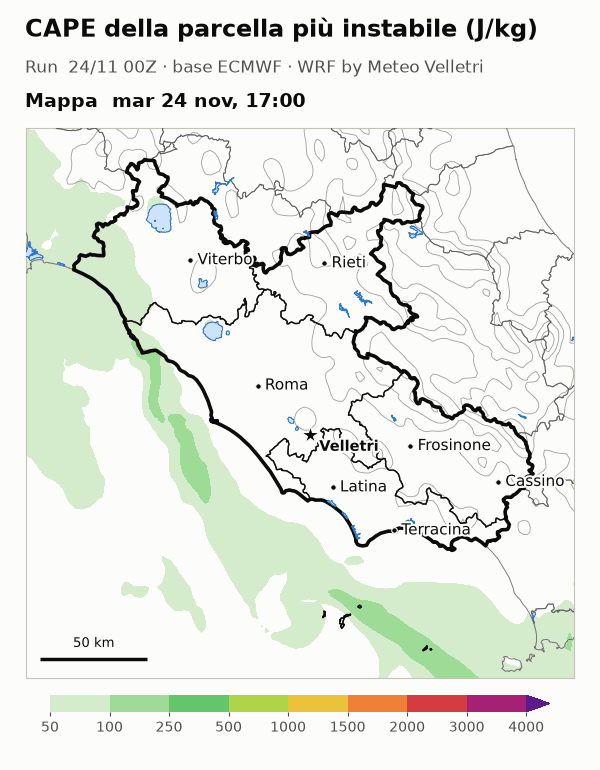 CAPE della parcella più instabile (J/kg)
Run 24/11 00Z · base ECMWF · WRF by Meteo Velletri
Mappa mar 24 nov, 17:00
Viterbo
Rieti
Roma
Velletri
Frosinone
Cassino
Latina
Terracina
50 km
50 100 250 500 1000 1500 2000 3000 4000